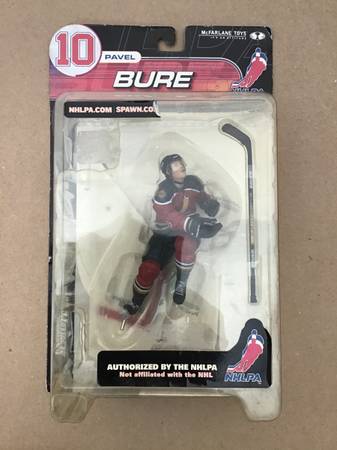 10
PAVEL
BURE
McFARLANE TOYS
NHLPA
NHLPA.COM SPAWN.CO
AUTHORIZED BY THE NHLPA
Not affiliated with the NHL
NHLPA